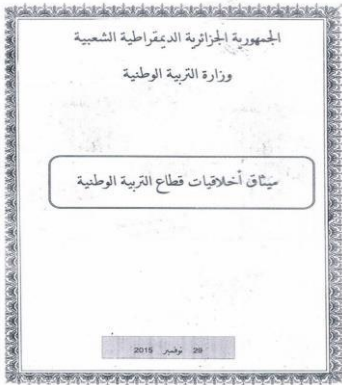 الجمهورية الجزائرية الديمقراطية الشعبية
وزارة التربية الوطنية
ميثاق أخلاقيات قطاع التربية الوطنية
29 نوفمبر 2015